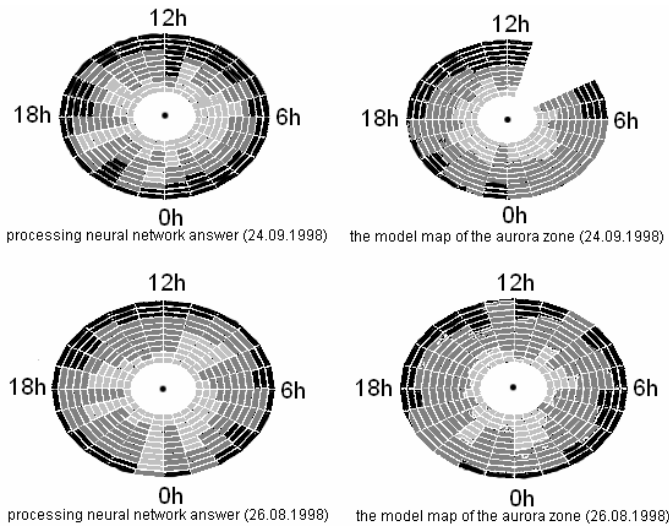 12h
12h
18h
6h
18h
6h
0h
0h
processing neural network answer (24.09.1998)
the model map of the aurora zone (24.09.1998)
12h
12h
18h
6h
18h
6h
0h
0h
processing neural network answer (26.08.1998)
the model map of the aurora zone (26.08.1998)